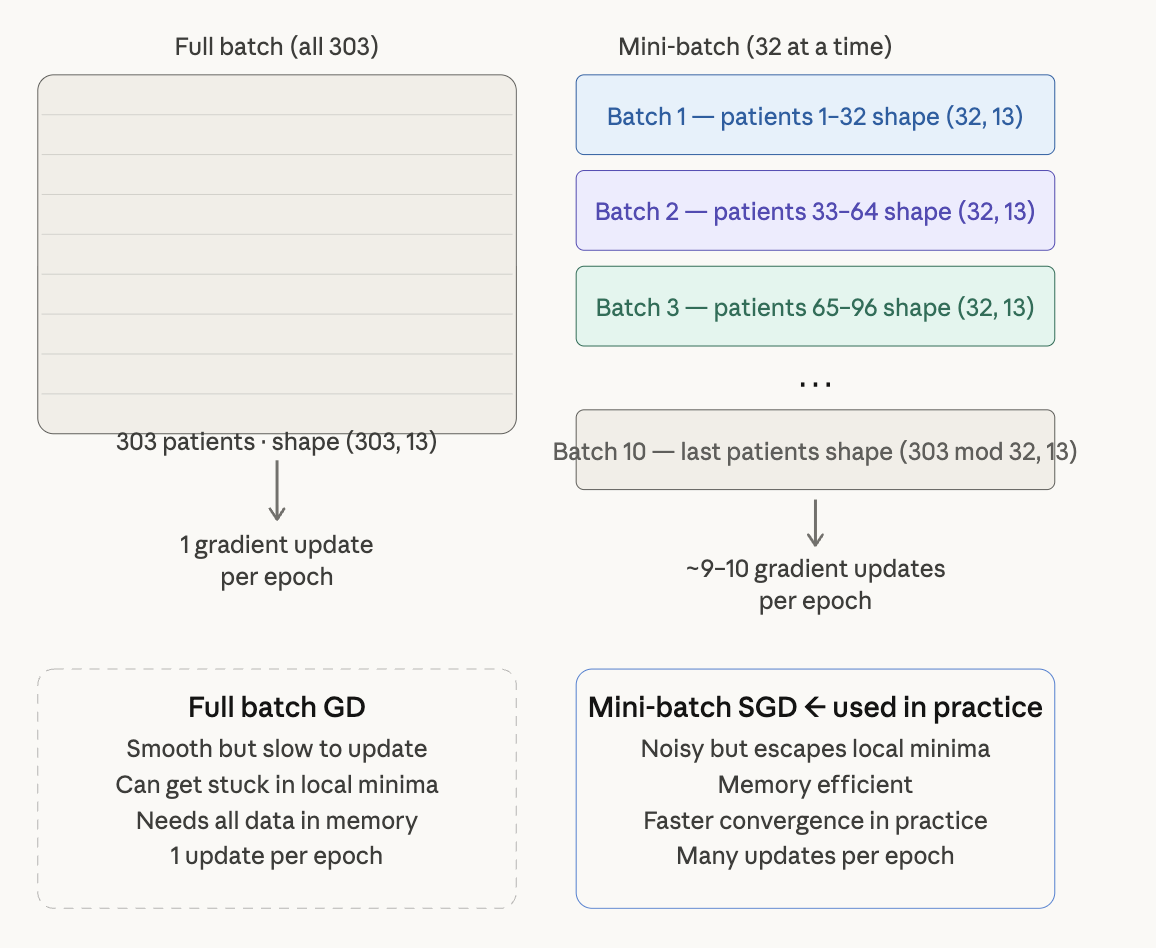 Full batch (all 303)
303 patients · shape (303, 13)
1 gradient update
per epoch
Mini-batch (32 at a time)
Batch 1 — patients 1–32 shape (32, 13)
Batch 2 — patients 33–64 shape (32, 13)
Batch 3 — patients 65–96 shape (32, 13)
...
Batch 10 — last patients shape (303 mod 32, 13)
~9–10 gradient updates
per epoch
Full batch GD
Smooth but slow to update
Can get stuck in local minima
Needs all data in memory
1 update per epoch
Mini-batch SGD ← used in practice
Noisy but escapes local minima
Memory efficient
Faster convergence in practice
Many updates per epoch